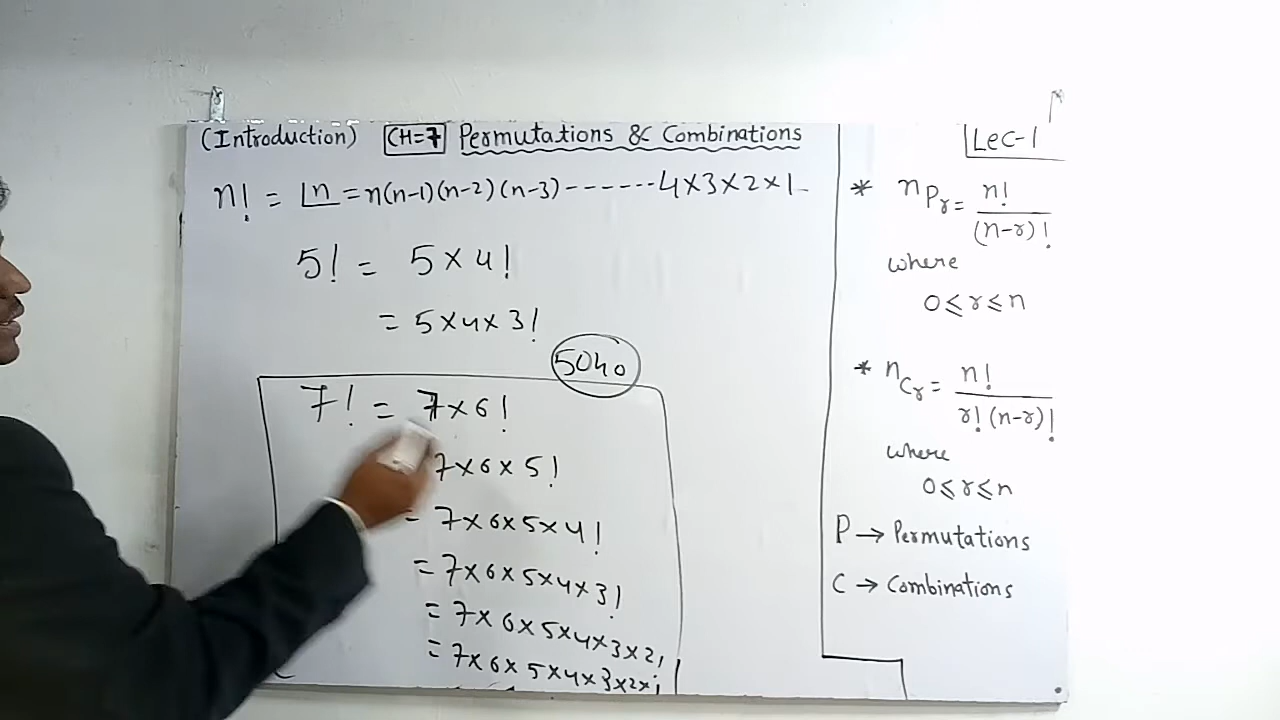 (Introduction) CH=7 Permutations & Combinations
n! = |n = n(n-1)(n-2)(n-3)------4×3×2×1
5! = 5×4!
= 5×4×3!
5040
7! = 7×6!
7×6×5!
= 7×6×5×4!
= 7×6×5×4×3!
= 7×6×5×4×3×2!
= 7×6×5×4×3×2×1
Lec-1
* nPr = n!/(n-r)!
where
0≤r≤n
* nCr = n!/r!(n-r)!
where
0≤r≤n
P → Permutations
C → Combinations